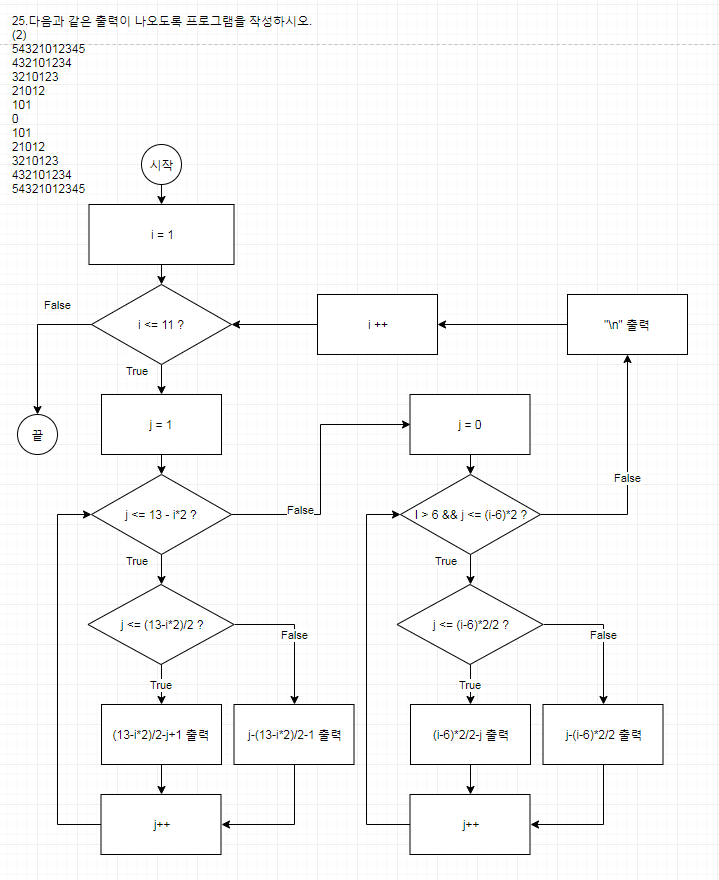 25.다음과 같은 출력이 나오도록 프로그램을 작성하시오.
(2)
54321012345
432101234
3210123
21012
101
0
101
21012
3210123
432101234
54321012345
시작
i = 1
False
i <= 11 ?
i ++
"\n" 출력
True
끝
j = 1
j = 0
False
j <= 13 - i*2 ?
False
I > 6 && j <= (i-6)*2 ?
True
True
j <= (13-i*2)/2 ?
False
j <= (i-6)*2/2 ?
False
True
True
(13-i*2)/2-j+1 출력
j-(13-i*2)/2-1 출력
(i-6)*2/2-j 출력
j-(i-6)*2/2 출력
j++
j++